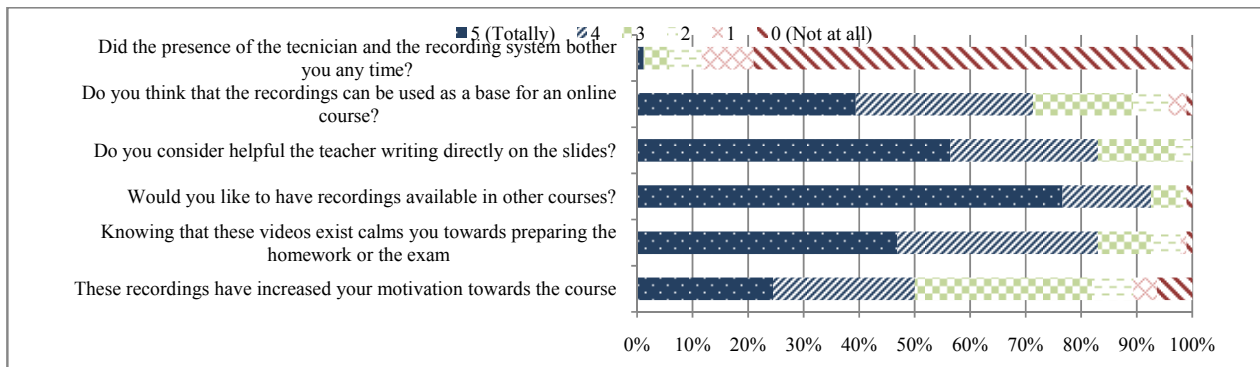 5 (Totally) 4 3 2 1 0 (Not at all)
Did the presence of the tecnician and the recording system bother
you any time?
Do you think that the recordings can be used as a base for an online
course?
Do you consider helpful the teacher writing directly on the slides?
Would you like to have recordings available in other courses?
Knowing that these videos exist calms you towards preparing the
homework or the exam
These recordings have increased your motivation towards the course
0% 10% 20% 30% 40% 50% 60% 70% 80% 90% 100%